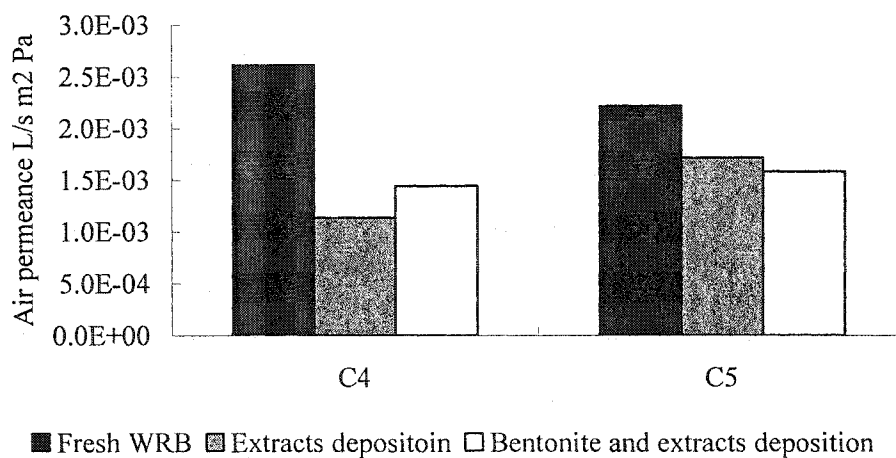 Air permeance L/s m2 Pa
3.0E-03
2.5E-03
2.0E-03
1.5E-03
1.0E-03
5.0E-04
0.0E+00
C4 C5
Fresh WRB Extracts depositoin Bentonite and extracts deposition